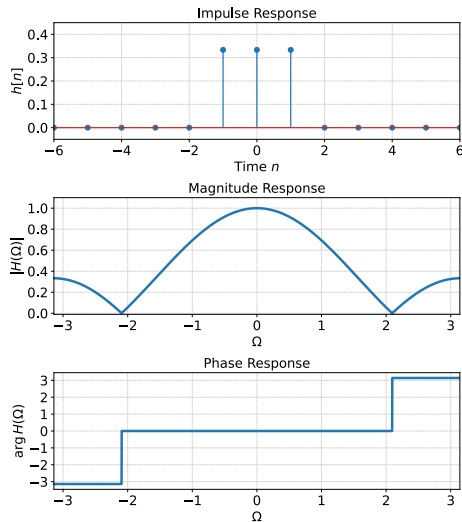 Impulse Response
h[n]
0.4
0.3
0.2
0.1
0.0
−6 −4 −2 0 2 4 6
Time n
Magnitude Response
|H(Ω)|
1.0
0.8
0.6
0.4
0.2
0.0
−3 −2 −1 0 1 2 3
Ω
Phase Response
arg H(Ω)
3
2
1
0
−1
−2
−3
−3 −2 −1 0 1 2 3
Ω